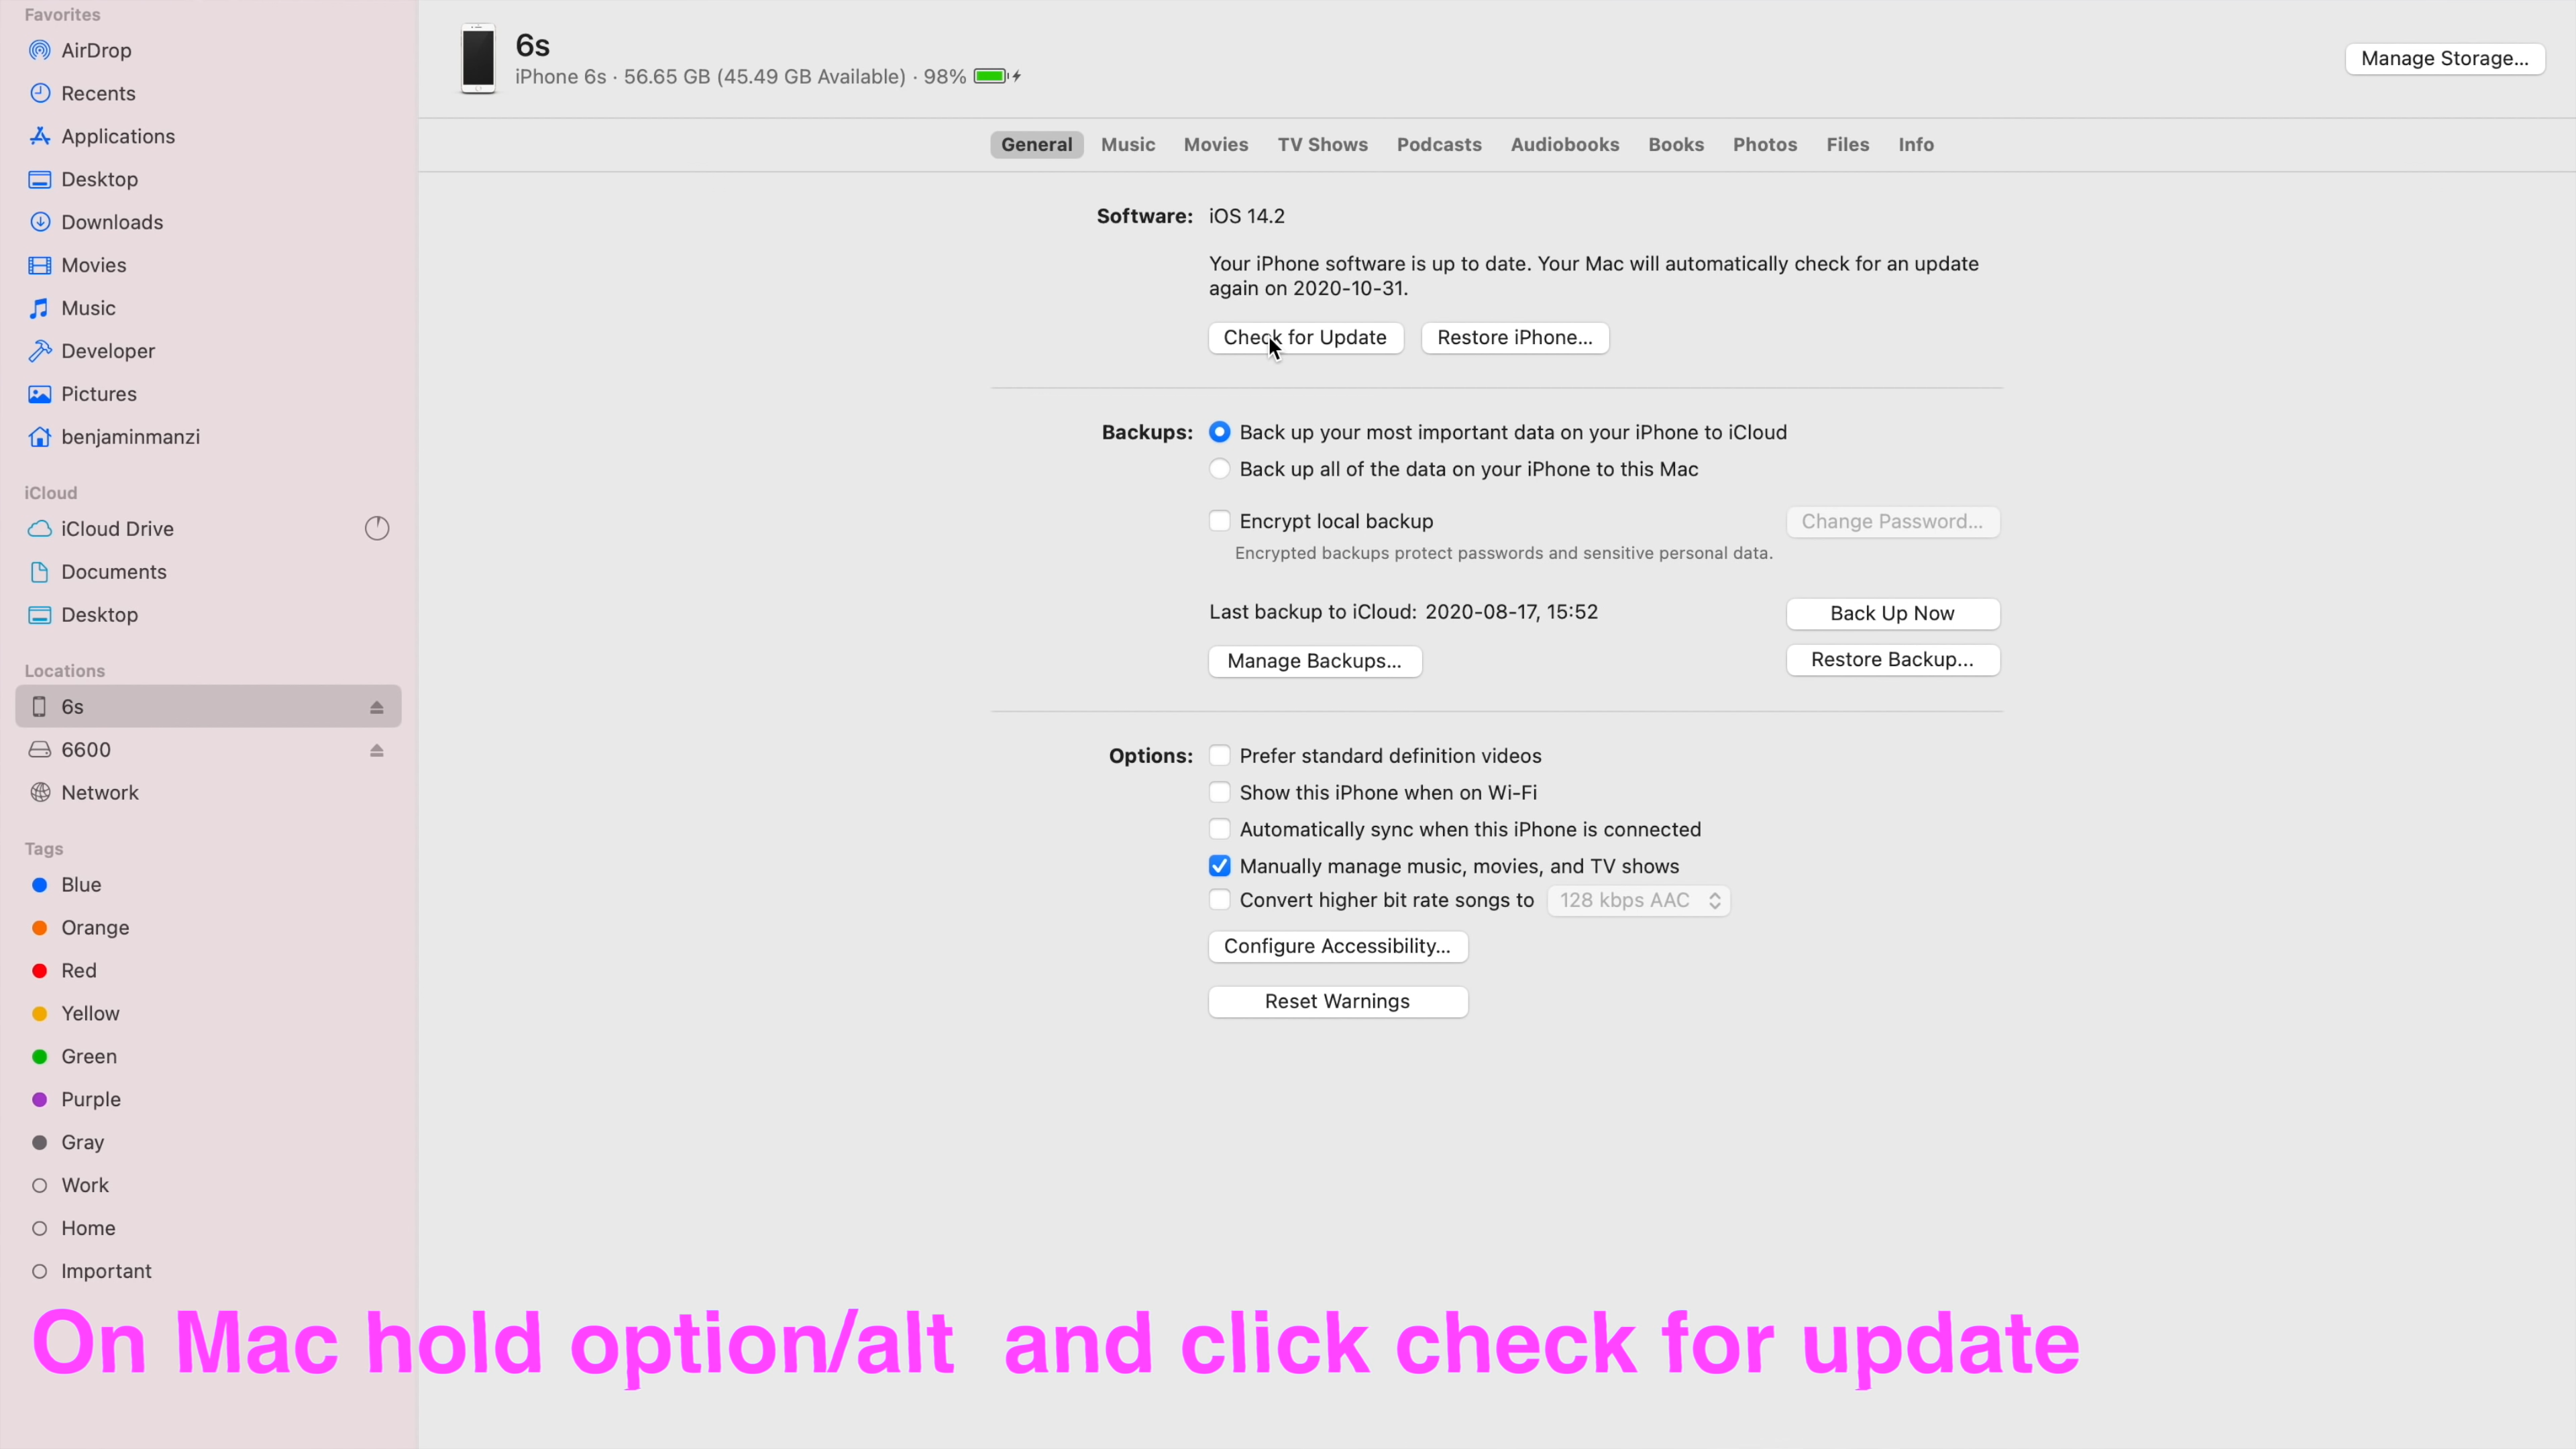 Favorites
AirDrop
Recents
Applications
Desktop
Downloads
Movies
Music
Developer
Pictures
benjaminmanzi
iCloud
iCloud Drive
Documents
Desktop
Locations
6s
6600
Network
Tags
Blue
Orange
Red
Yellow
Green
Purple
Gray
Work
Home
Important
6s
iPhone 6s · 56.65 GB (45.49 GB Available) · 98%
Manage Storage...
General Music Movies TV Shows Podcasts Audiobooks Books Photos Files Info
Software: iOS 14.2
Your iPhone software is up to date. Your Mac will automatically check for an update
again on 2020-10-31.
Check for Update Restore iPhone...
Backups: Back up your most important data on your iPhone to iCloud
Back up all of the data on your iPhone to this Mac
Encrypt local backup Change Password...
Encrypted backups protect passwords and sensitive personal data.
Last backup to iCloud: 2020-08-17, 15:52 Back Up Now
Manage Backups... Restore Backup...
Options: Prefer standard definition videos
Show this iPhone when on Wi-Fi
Automatically sync when this iPhone is connected
Manually manage music, movies, and TV shows
Convert higher bit rate songs to 128 kbps AAC
Configure Accessibility...
Reset Warnings
On Mac hold option/alt and click check for update